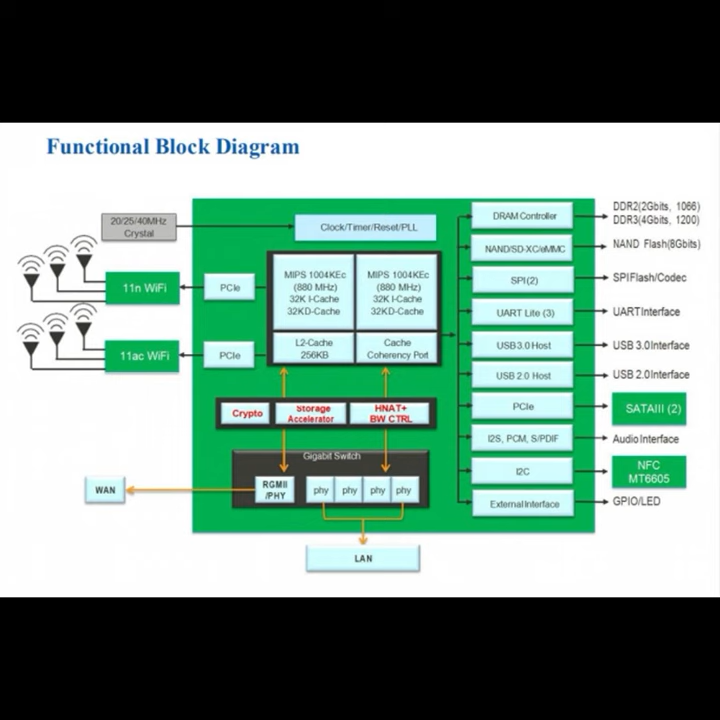 Functional Block Diagram
20/25/40MHz
Crystal
Clock/Timer/Reset/PLL
11n WiFi
PCIe
11ac WiFi
PCIe
MIPS 1004KEc
(880 MHz)
32K I-Cache
32KD-Cache
MIPS 1004KEc
(880 MHz)
32K I-Cache
32KD-Cache
L2-Cache
256KB
Cache
Coherency Port
Crypto
Storage
Accelerator
HNAT+
BW CTRL
Gigabit Switch
RGMII
/PHY
phy
phy
phy
phy
WAN
LAN
DRAM Controller
DDR2(2Gbits, 1066)
DDR3(4Gbits, 1200)
NAND/SD-XC/eMMC
NAND Flash(8Gbits)
SPI(2)
SPIFlash/Codec
UART Lite (3)
UARTInterface
USB3.0 Host
USB 3.0Interface
USB 2.0 Host
USB 2.0Interface
PCIe
SATAIII (2)
I2S, PCM, S/PDIF
AudioInterface
I2C
NFC
MT6605
ExternalInterface
GPIO/LED